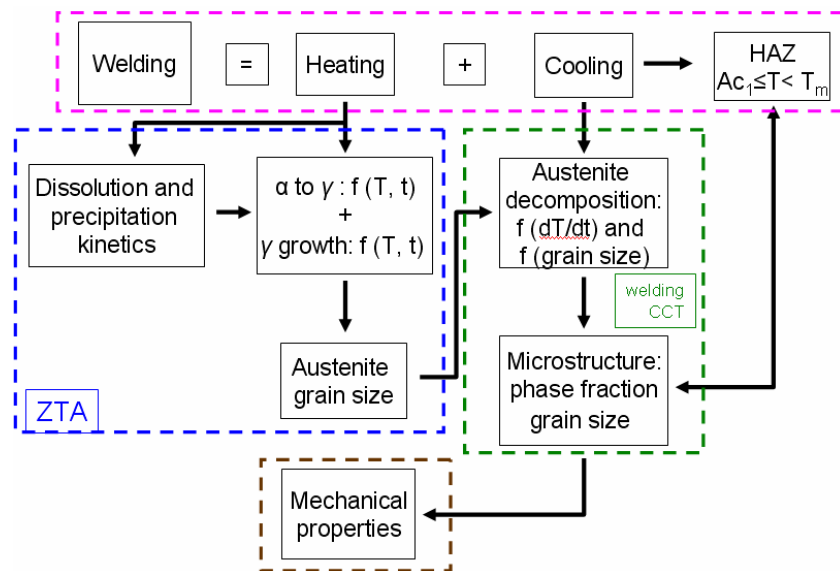 Welding
=
Heating
+
Cooling
HAZ
Ac₁≤T< Tₘ
Dissolution and
precipitation
kinetics
α to γ : f (T, t)
+
γ growth: f (T, t)
Austenite
decomposition:
f (dT/dt) and
f (grain size)
welding
CCT
Austenite
grain size
Microstructure:
phase fraction
grain size
ZTA
Mechanical
properties